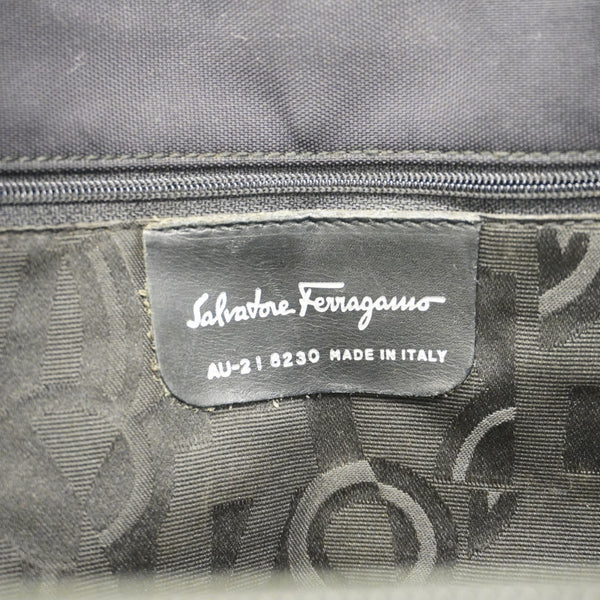 Salvatore Ferragamo
AU-21 6230 MADE IN ITALY